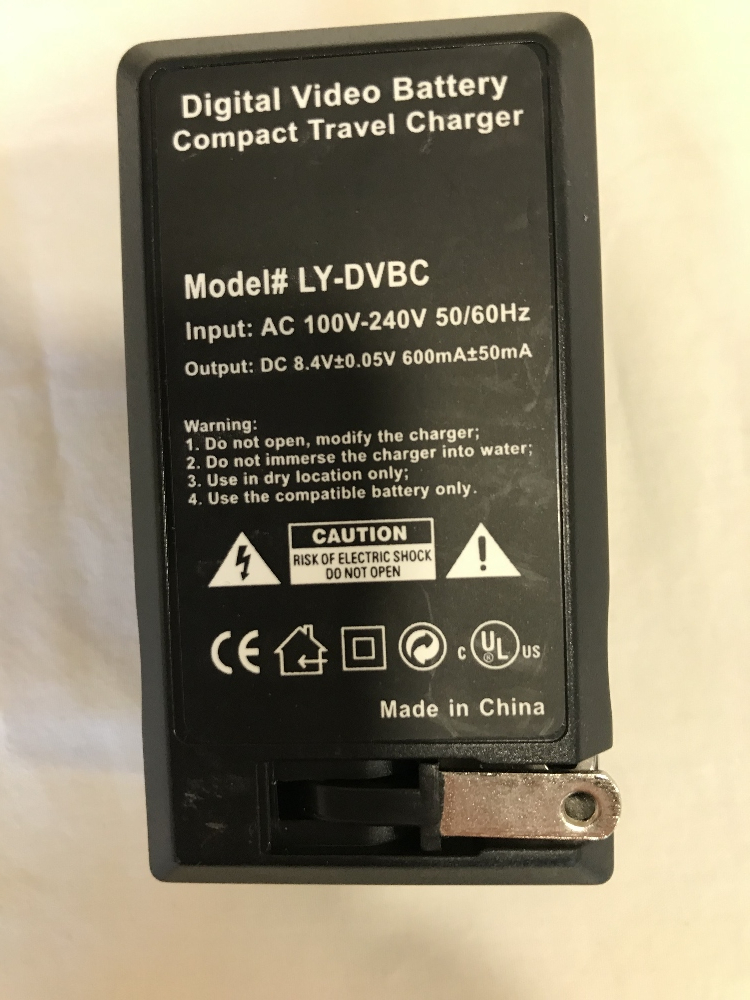 Digital Video Battery
Compact Travel Charger
Model# LY-DVBC
Input: AC 100V-240V 50/60Hz
Output: DC 8.4V±0.05V 600mA±50mA
Warning:
1. Do not open, modify the charger;
2. Do not immerse the charger into water;
3. Use in dry location only;
4. Use the compatible battery only.
CAUTION
RISK OF ELECTRIC SHOCK
DO NOT OPEN
CE C UL® US
Made in China